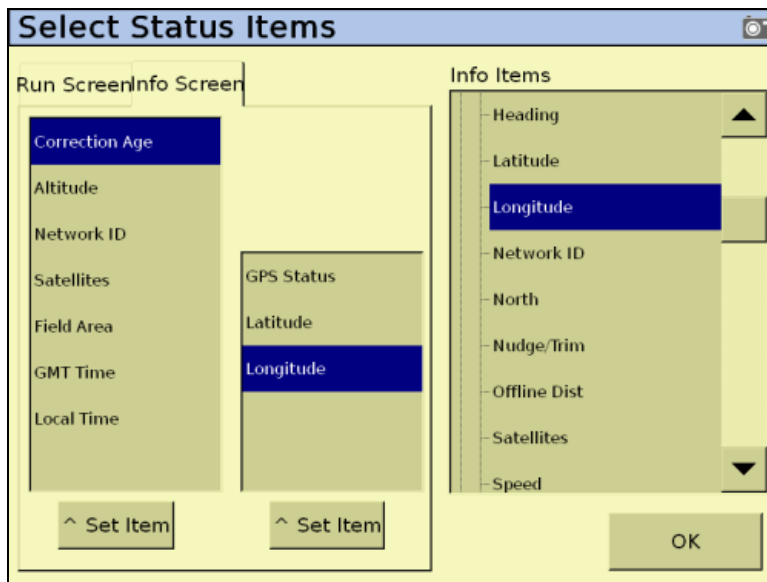 Select Status Items
Run Screen
Info Screen
Correction Age
Altitude
Network ID
Satellites
Field Area
GMT Time
Local Time
^ Set Item
GPS Status
Latitude
Longitude
^ Set Item
Info Items
Heading
Latitude
Longitude
Network ID
North
Nudge/Trim
Offline Dist
Satellites
Speed
OK